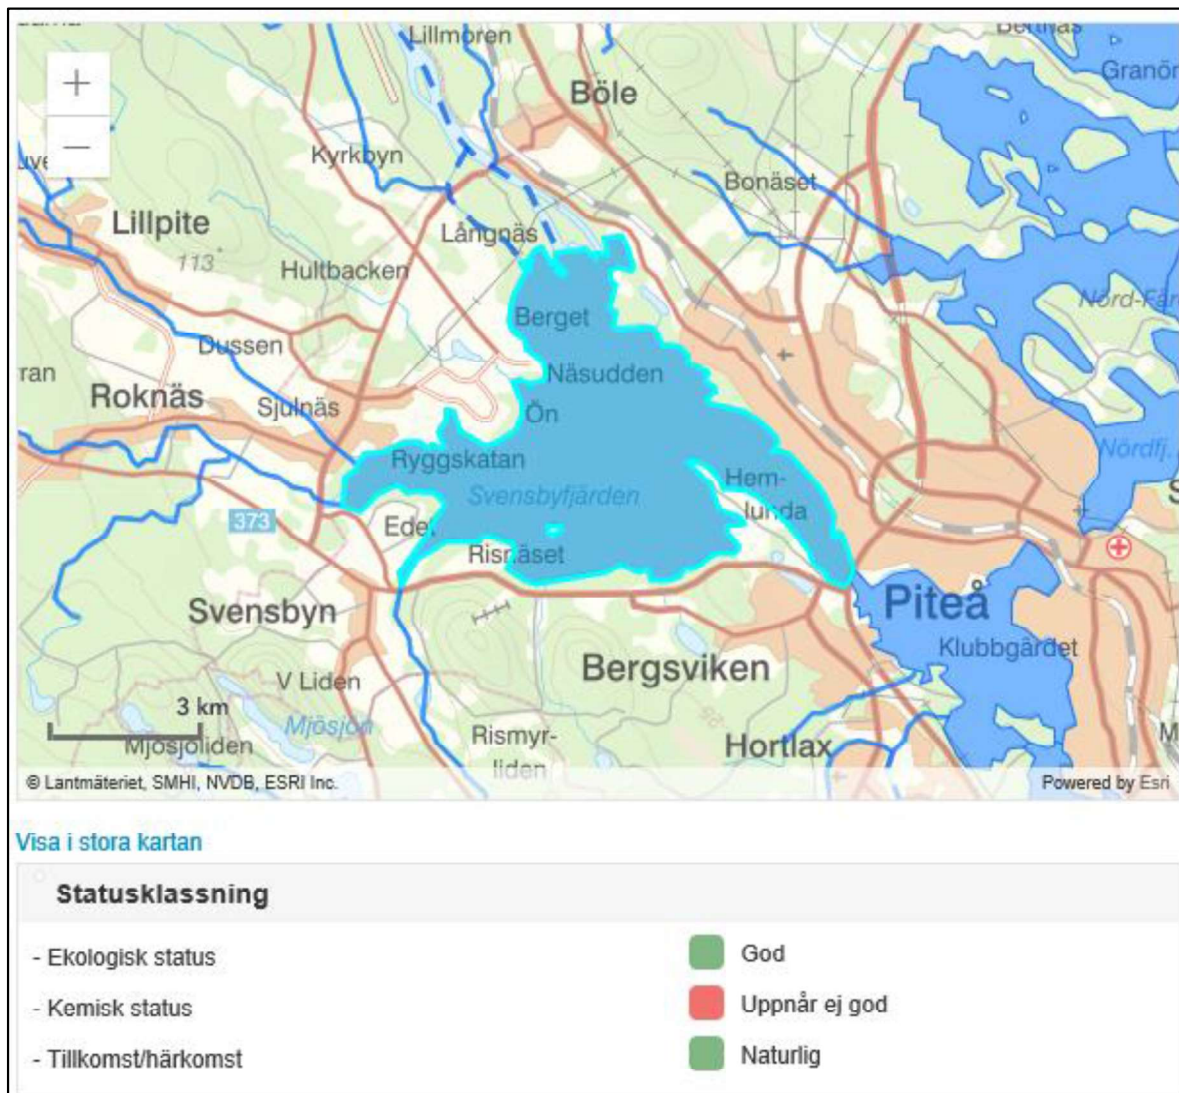 Lillmoren
Granör
Böle
+
Kyrkbyn
−
Bonäset
Lillpite
113
Långnäs
Hultbacken
Nörd-Fär
Berget
Dussen
rran
Näsudden
Roknäs
Sjulnäs
Ön
Nördfj.
Ryggskatan
Hem-
Svensbyfjärden
lunda
373
Risnäset
Svensbyn
Piteå
Klubbgärdet
Bergsviken
V Liden
3 km
Mjösjön
Rismyr-
Hortlax
Mjösjöliden
liden
© Lantmäteriet, SMHI, NVDB, ESRI Inc.
Powered by Esri
Visa i stora kartan
Statusklassning
- Ekologisk status God
- Kemisk status Uppnår ej god
- Tillkomst/härkomst Naturlig